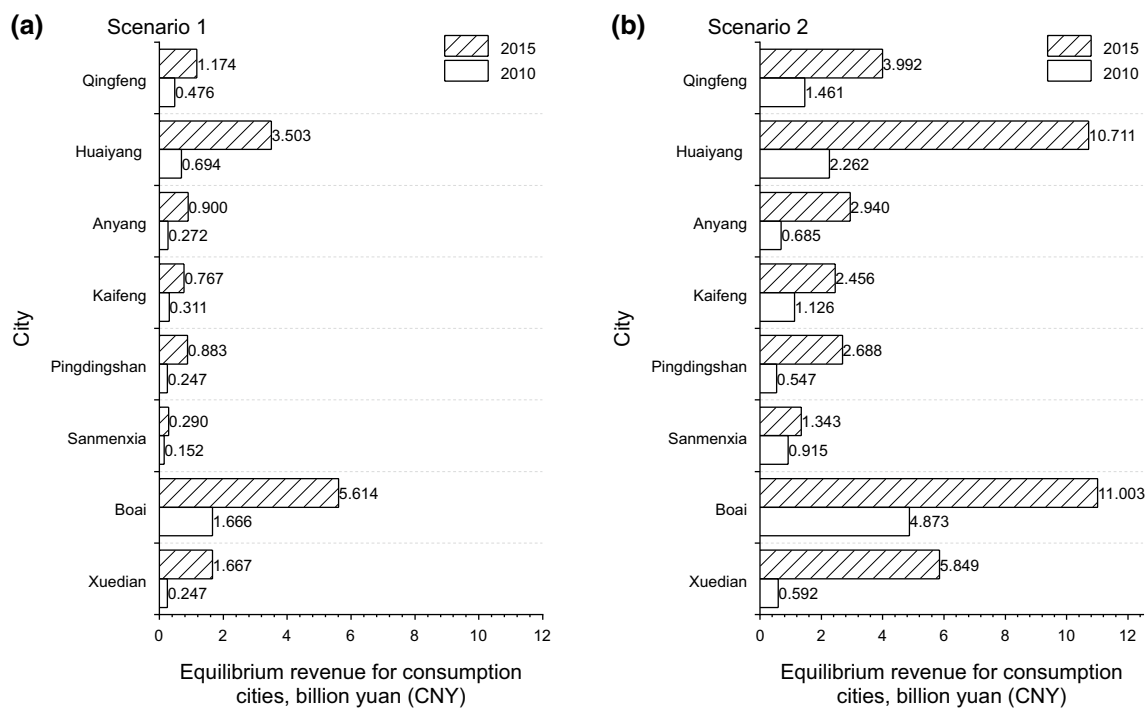 (a) Scenario 1
2015
2010
Qingfeng
1.174
0.476
Huaiyang
3.503
0.694
Anyang
0.900
0.272
Kaifeng
0.767
0.311
Pingdingshan
0.883
0.247
Sanmenxia
0.290
0.152
Boai
5.614
1.666
Xuedian
1.667
0.247
City
0 2 4 6 8 10 12
Equilibrium revenue for consumption
cities, billion yuan (CNY)
(b) Scenario 2
2015
2010
Qingfeng
3.992
1.461
Huaiyang
10.711
2.262
Anyang
2.940
0.685
Kaifeng
2.456
1.126
Pingdingshan
2.688
0.547
Sanmenxia
1.343
0.915
Boai
11.003
4.873
Xuedian
5.849
0.592
City
0 2 4 6 8 10 12
Equilibrium revenue for consumption
cities, billion yuan (CNY)